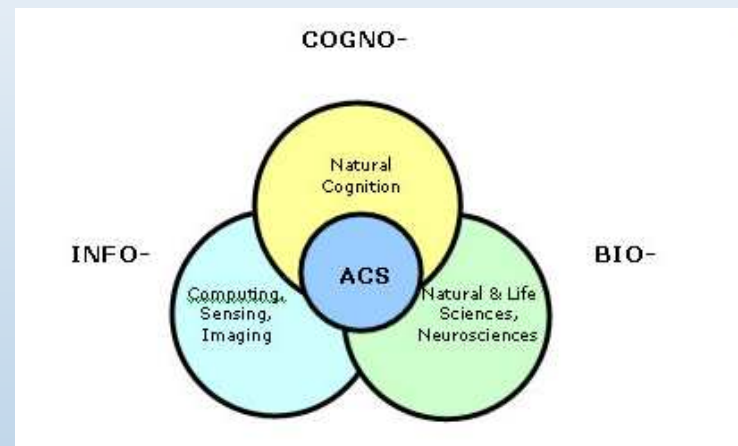 COGNO-
Natural
Cognition
INFO-
BIO-
ACS
Computing,
Sensing,
Imaging
Natural & Life
Sciences,
Neurosciences